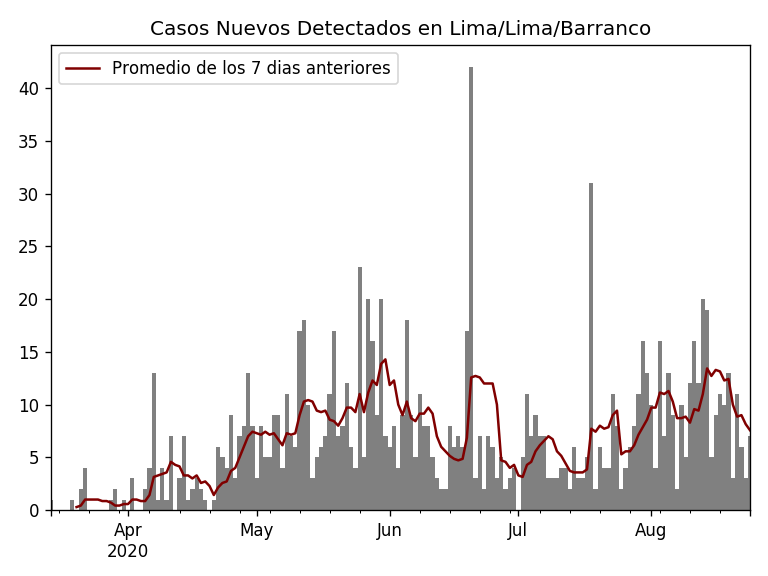 Casos Nuevos Detectados en Lima/Lima/Barranco
Promedio de los 7 dias anteriores
40
35
30
25
20
15
10
5
0
Apr
2020
May
Jun
Jul
Aug